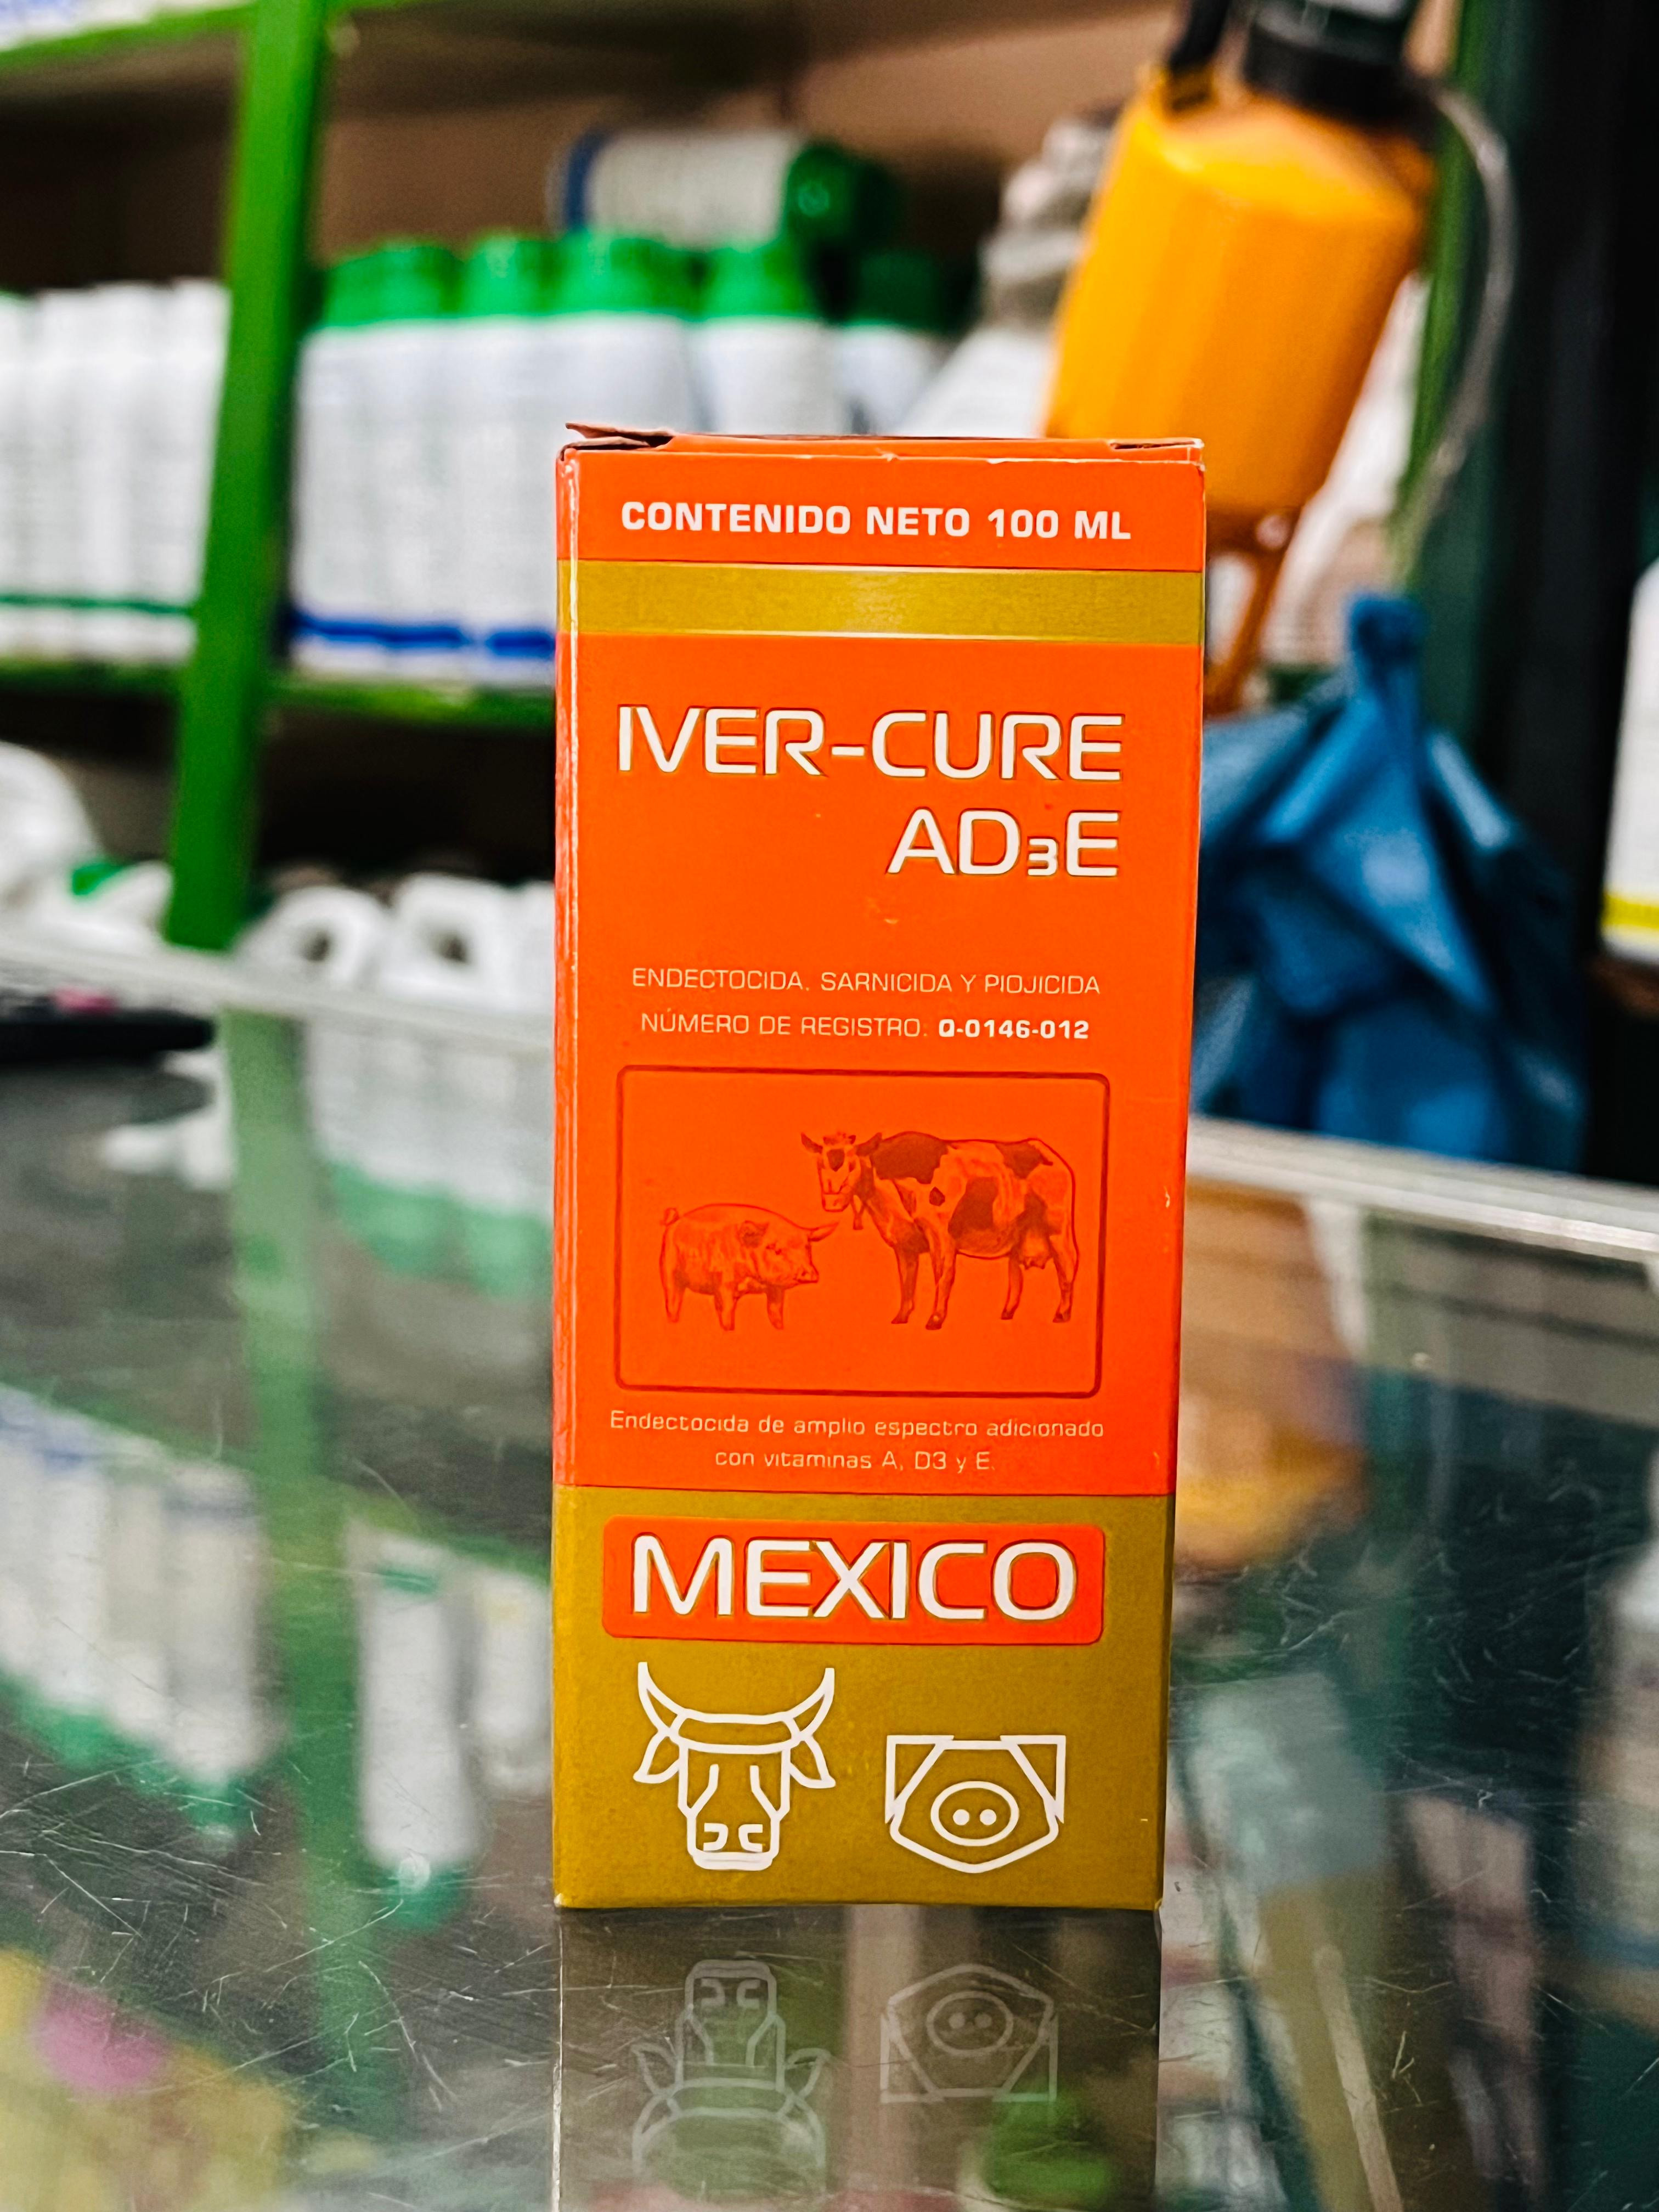 CONTENIDO NETO 100 ML
IVER-CURE
AD₃E
ENDECTOCIDA. SARNICIDA Y PIOJICIDA
NÚMERO DE REGISTRO: Q-0146-012
Endectocida de amplio espectro adicionado
con vitaminas A, D3 y E.
MEXICO